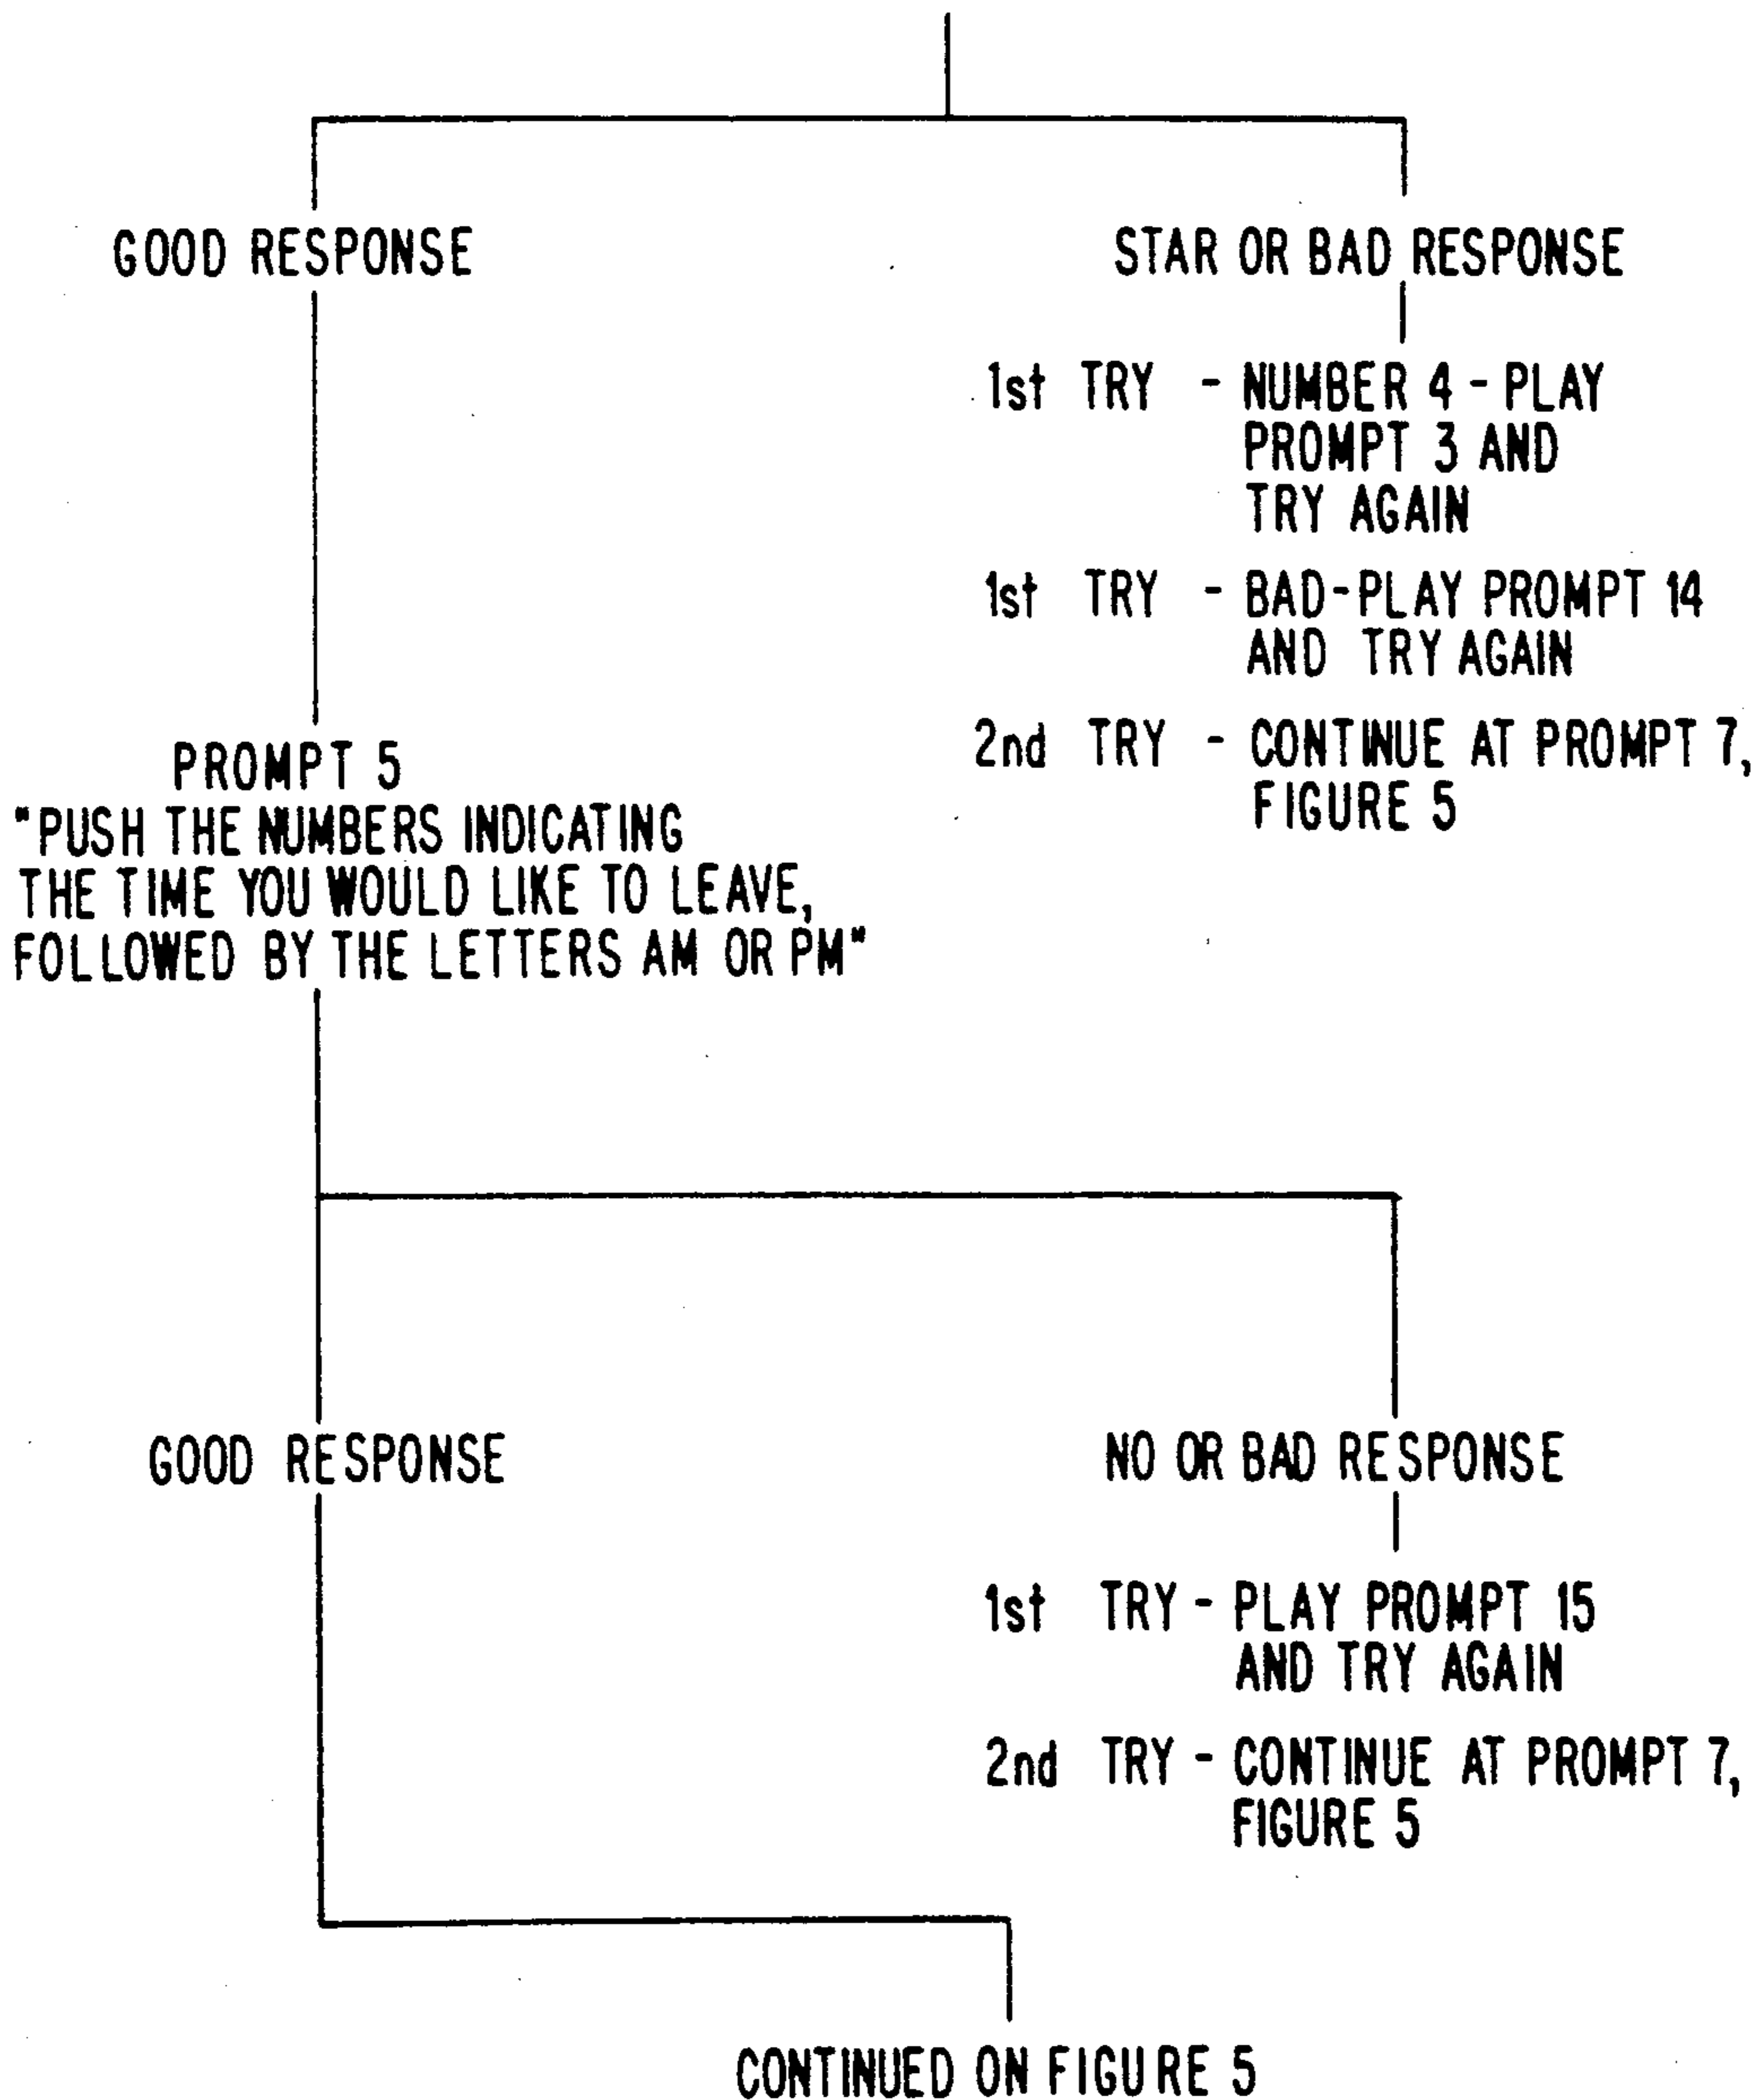 GOOD RESPONSE
STAR OR BAD RESPONSE
1st TRY - NUMBER 4 - PLAY
PROMPT 3 AND
TRY AGAIN
1st TRY - BAD-PLAY PROMPT 14
AND TRY AGAIN
2nd TRY - CONTINUE AT PROMPT 7,
FIGURE 5
PROMPT 5
"PUSH THE NUMBERS INDICATING
THE TIME YOU WOULD LIKE TO LEAVE,
FOLLOWED BY THE LETTERS AM OR PM"
GOOD RESPONSE
NO OR BAD RESPONSE
1st TRY - PLAY PROMPT 15
AND TRY AGAIN
2nd TRY - CONTINUE AT PROMPT 7,
FIGURE 5
CONTINUED ON FIGURE 5